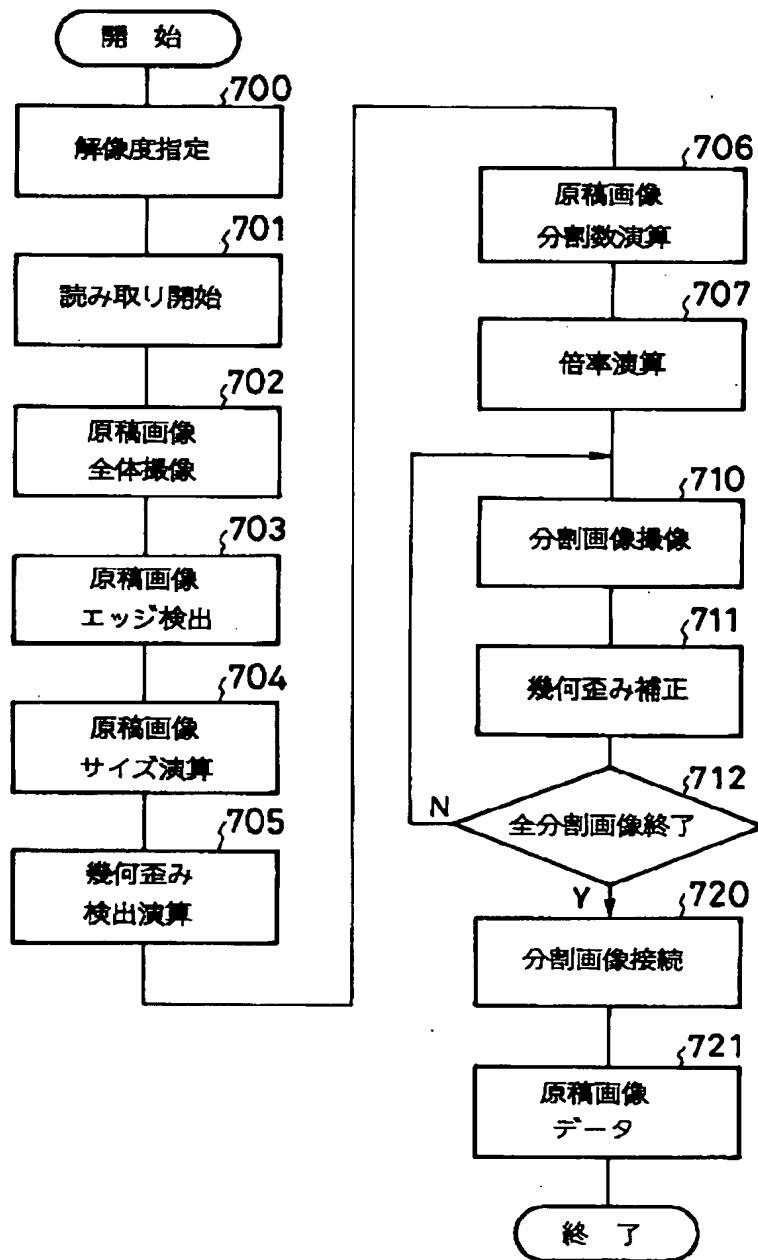 開 始
700
解像度指定
701
読み取り開始
702
原稿画像
全体撮像
703
原稿画像
エッジ検出
704
原稿画像
サイズ演算
705
幾何歪み
検出演算
706
原稿画像
分割数演算
707
倍率演算
710
分割画像撮像
711
幾何歪み補正
712
N
全分割画像終了
Y
720
分割画像接続
721
原稿画像
データ
終 了